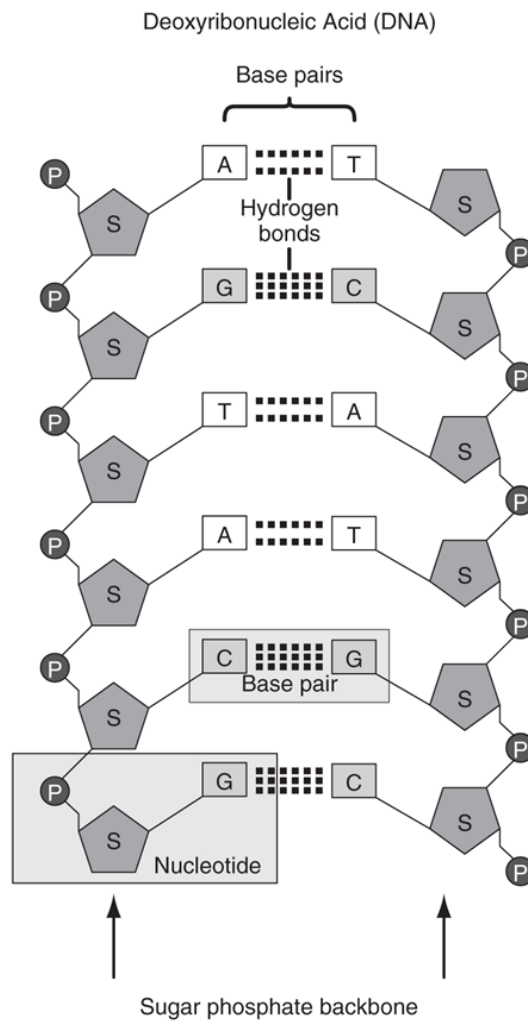 Deoxyribonucleic Acid (DNA)
Base pairs
P
A
T
S
S
Hydrogen
bonds
P
P
G
C
S
S
P
P
T
A
S
S
P
P
A
T
S
S
P
P
C
G
Base pair
S
S
P
P
G
C
S
S
Nucleotide
P
Sugar phosphate backbone